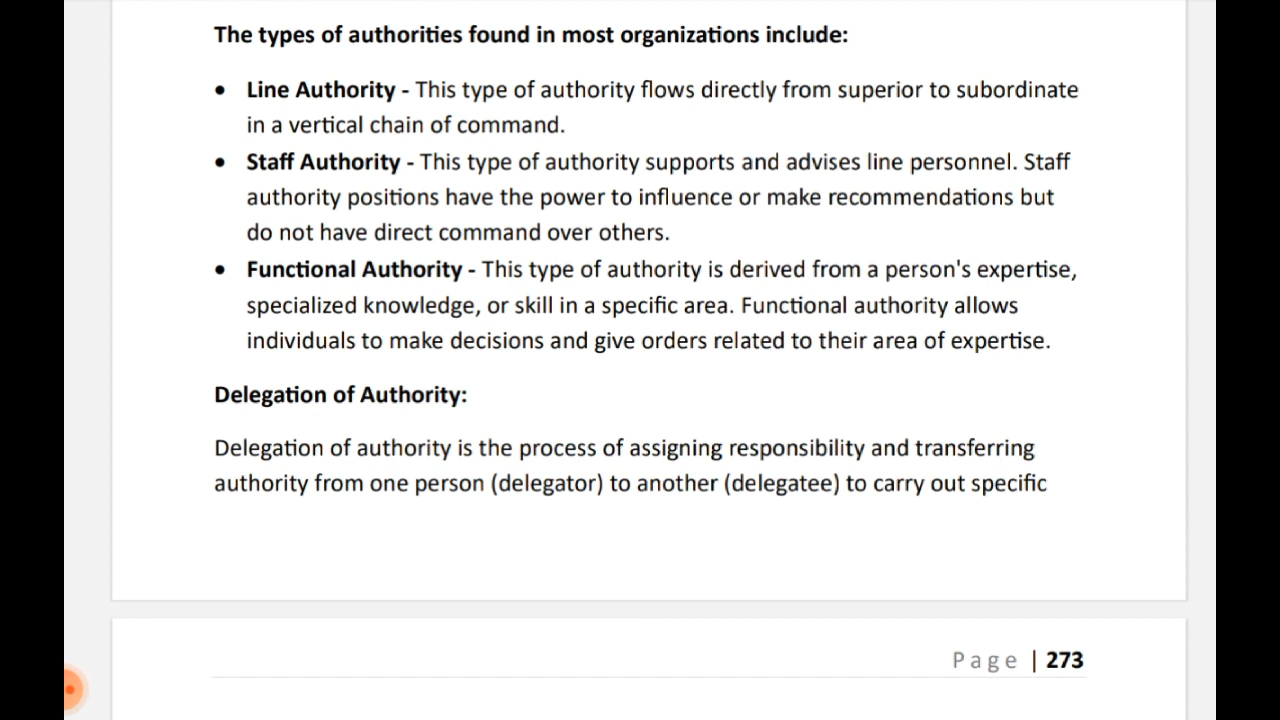 The types of authorities found in most organizations include:
• Line Authority - This type of authority flows directly from superior to subordinate
in a vertical chain of command.
• Staff Authority - This type of authority supports and advises line personnel. Staff
authority positions have the power to influence or make recommendations but
do not have direct command over others.
• Functional Authority - This type of authority is derived from a person's expertise,
specialized knowledge, or skill in a specific area. Functional authority allows
individuals to make decisions and give orders related to their area of expertise.
Delegation of Authority:
Delegation of authority is the process of assigning responsibility and transferring
authority from one person (delegator) to another (delegatee) to carry out specific
Page | 273